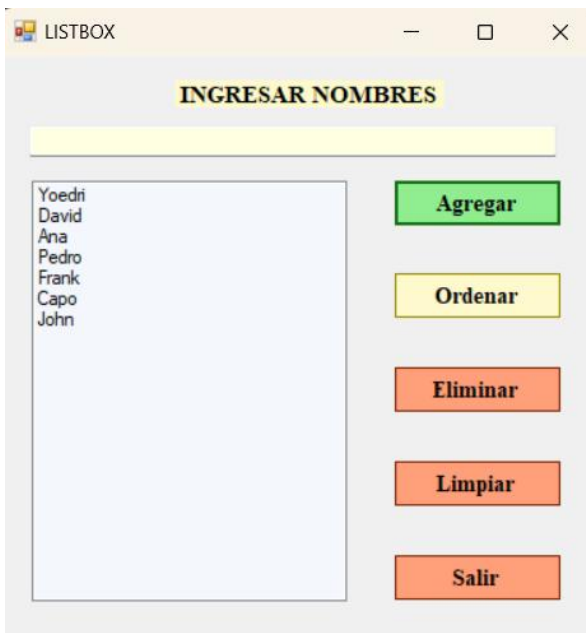 LISTBOX
INGRESAR NOMBRES
Yoedri
David
Ana
Pedro
Frank
Capo
John
Agregar
Ordenar
Eliminar
Limpiar
Salir